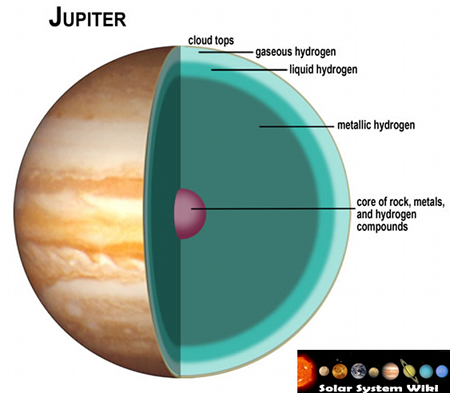 JUPITER
cloud tops
gaseous hydrogen
liquid hydrogen
metallic hydrogen
core of rock, metals,
and hydrogen
compounds
Solar System Wiki